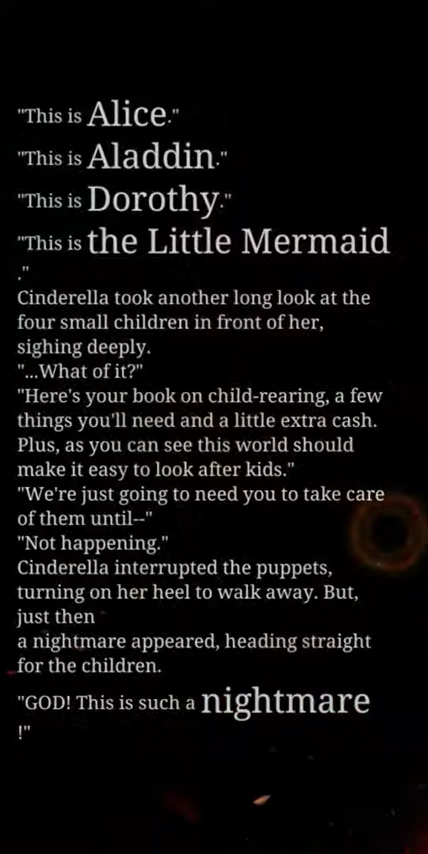 "This is Alice."
"This is Aladdin."
"This is Dorothy."
"This is the Little Mermaid
."
Cinderella took another long look at the
four small children in front of her,
sighing deeply.
"...What of it?"
"Here's your book on child-rearing, a few
things you'll need and a little extra cash.
Plus, as you can see this world should
make it easy to look after kids."
"We're just going to need you to take care
of them until--"
"Not happening."
Cinderella interrupted the puppets,
turning on her heel to walk away. But,
just then
a nightmare appeared, heading straight
for the children.
"GOD! This is such a nightmare
!"